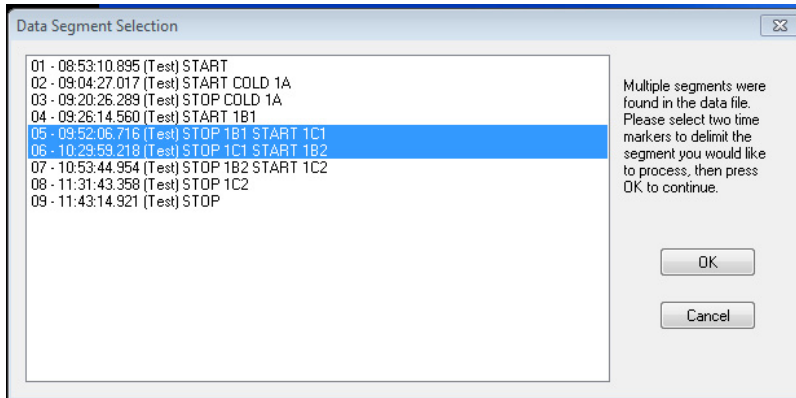 Data Segment Selection
01 - 08:53:10.895 (Test) START
02 - 09:04:27.017 (Test) START COLD 1A
03 - 09:20:26.289 (Test) STOP COLD 1A
04 - 09:26:14.560 (Test) START 1B1
05 - 09:52:06.716 (Test) STOP 1B1 START 1C1
06 - 10:29:59.218 (Test) STOP 1C1 START 1B2
07 - 10:53:44.954 (Test) STOP 1B2 START 1C2
08 - 11:31:43.358 (Test) STOP 1C2
09 - 11:43:14.921 (Test) STOP
Multiple segments were
found in the data file.
Please select two time
markers to delimit the
segment you would like
to process, then press
OK to continue.
OK
Cancel